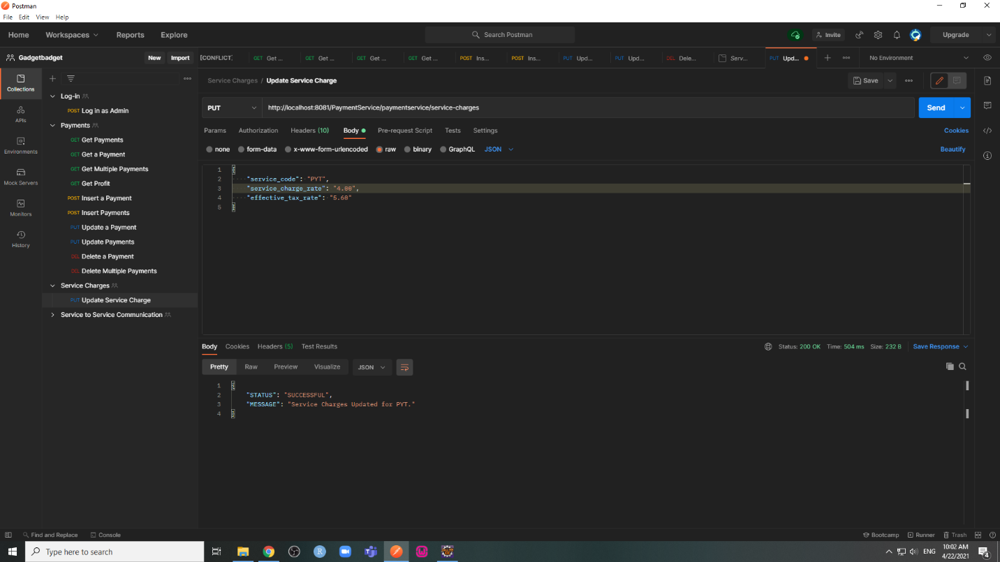 Postman
File Edit View Help
Home Workspaces Reports Explore Search Postman Invite Upgrade
Gadgetbadget New Import [CONFLICT] GET Get ... GET Get ... GET Get ... GET Get ... POST Ins... POST Ins... PUT Upd... PUT Upd... DEL Dele... Serv... PUT Upd... No Environment
Collections
APIs
Environments
Mock Servers
Monitors
History
Log-in
POST Log in as Admin
Payments
GET Get Payments
GET Get a Payment
GET Get Multiple Payments
GET Get Profit
POST Insert a Payment
POST Insert Payments
PUT Update a Payment
PUT Update Payments
DEL Delete a Payment
DEL Delete Multiple Payments
Service Charges
PUT Update Service Charge
Service to Service Communication
Service Charges / Update Service Charge Save
PUT http://localhost:8081/PaymentService/paymentservice/service-charges Send
Params Authorization Headers (10) Body Pre-request Script Tests Settings Cookies
none form-data x-www-form-urlencoded raw binary GraphQL JSON Beautify
1 {
2 "service_code": "PYT",
3 "service_charge_rate": "4.00",
4 "effective_tax_rate": "5.60"
5 }
Body Cookies Headers (5) Test Results Status: 200 OK Time: 504 ms Size: 232 B Save Response
Pretty Raw Preview Visualize JSON
1 {
2 "STATUS": "SUCCESSFUL",
3 "MESSAGE": "Service Charges Updated for PYT."
4 }
Find and Replace Console Bootcamp Runner Trash
Type here to search ENG 10:02 AM
4/22/2021 4